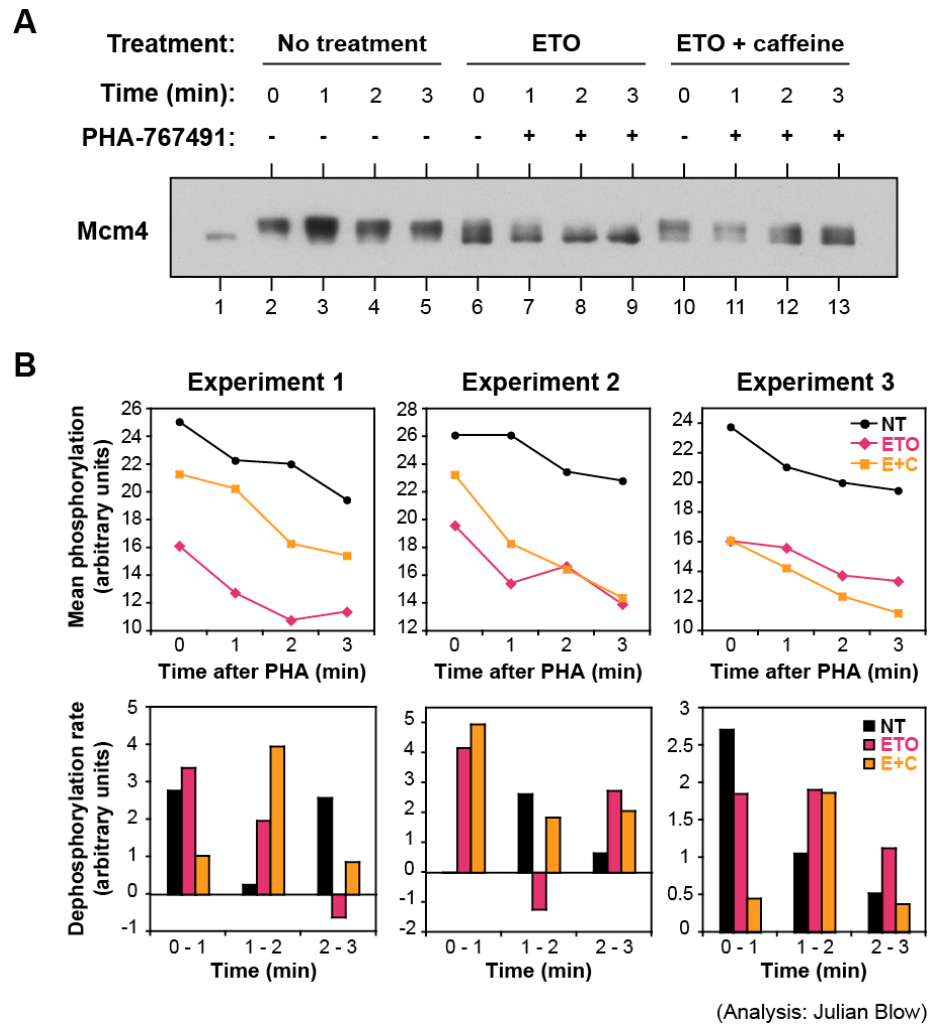 A
Treatment: No treatment ETO ETO + caffeine
Time (min): 0 1 2 3 0 1 2 3 0 1 2 3
PHA-767491: - - - - - + + + - + + +
Mcm4
1 2 3 4 5 6 7 8 9 10 11 12 13
B
Experiment 1
Mean phosphorylation
(arbitrary units)
26
24
22
20
18
16
14
12
10
0 1 2 3
Time after PHA (min)
Experiment 2
28
26
24
22
20
18
16
14
12
0 1 2 3
Time after PHA (min)
Experiment 3
24
22
20
18
16
14
12
10
NT
ETO
E+C
0 1 2 3
Time after PHA (min)
Dephosphorylation rate
(arbitrary units)
5
4
3
2
1
0
-1
0 - 1 1 - 2 2 - 3
Time (min)
5
4
3
2
1
0
-1
-2
0 - 1 1 - 2 2 - 3
Time (min)
3
2.5
2
1.5
1
0.5
0
NT
ETO
E+C
0 - 1 1 - 2 2 - 3
Time (min)
(Analysis: Julian Blow)